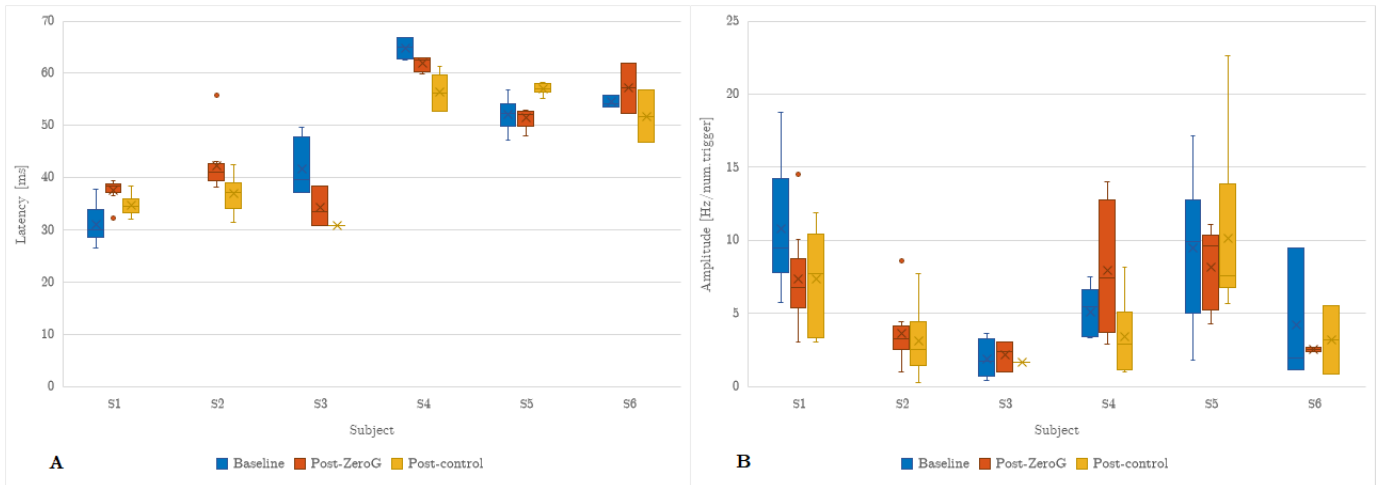 70
60
50
40
30
20
10
0
Latency [ms]
S1 S2 S3 S4 S5 S6
Subject
A
Baseline Post-ZeroG Post-control
25
20
15
10
5
0
Amplitude [Hz/num.trigger]
S1 S2 S3 S4 S5 S6
Subject
B
Baseline Post-ZeroG Post-control